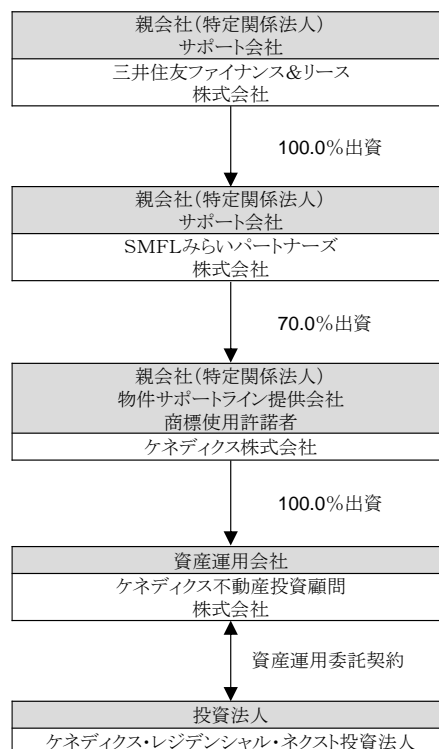 親会社(特定関係法人)
サポート会社
三井住友ファイナンス&リース
株式会社
100.0%出資
親会社(特定関係法人)
サポート会社
SMFLみらいパートナーズ
株式会社
70.0%出資
親会社(特定関係法人)
物件サポートライン提供会社
商標使用許諾者
ケネディクス株式会社
100.0%出資
資産運用会社
ケネディクス不動産投資顧問
株式会社
資産運用委託契約
投資法人
ケネディクス・レジデンシャル・ネクスト投資法人